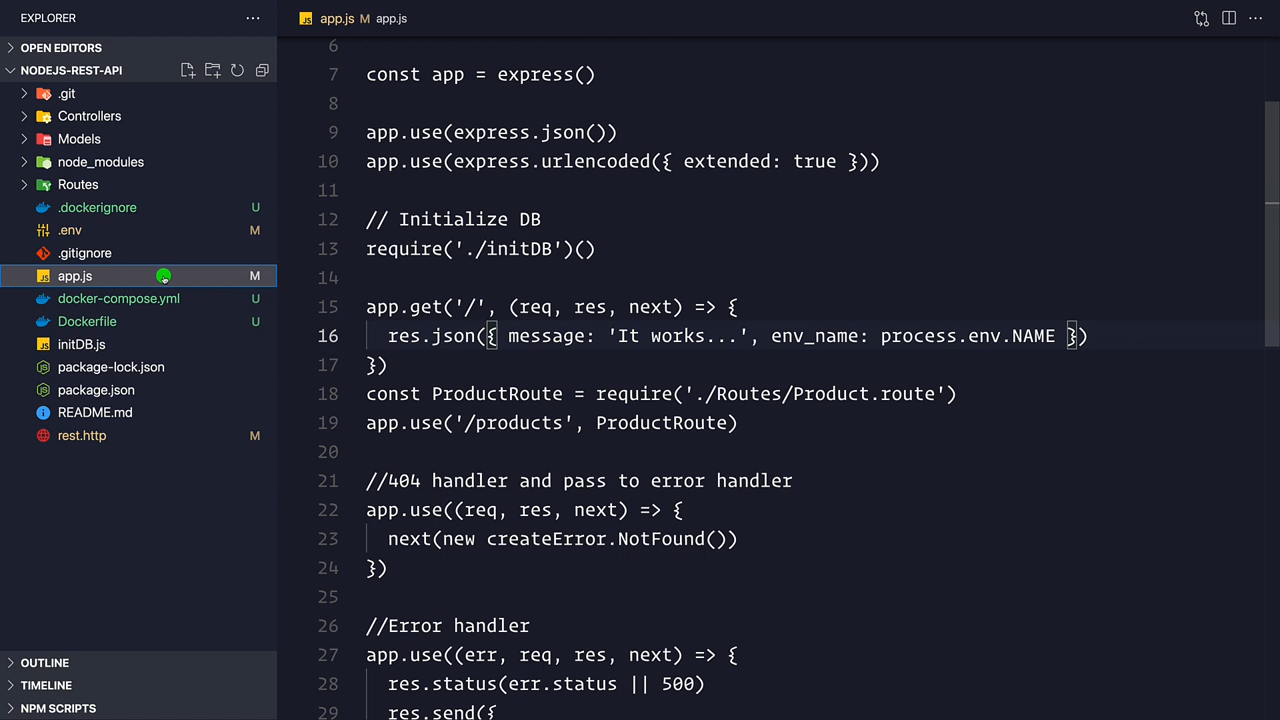 EXPLORER
OPEN EDITORS
NODEJS-REST-API
.git
Controllers
Models
node_modules
Routes
.dockerignore U
.env M
.gitignore
JS app.js M
docker-compose.yml U
Dockerfile U
JS initDB.js
package-lock.json
package.json
README.md
rest.http M
OUTLINE
TIMELINE
NPM SCRIPTS
JS app.js M app.js
6
7 const app = express()
8
9 app.use(express.json())
10 app.use(express.urlencoded({ extended: true }))
11
12 // Initialize DB
13 require('./initDB')()
14
15 app.get('/', (req, res, next) => {
16 res.json({ message: 'It works...', env_name: process.env.NAME })
17 })
18 const ProductRoute = require('./Routes/Product.route')
19 app.use('/products', ProductRoute)
20
21 //404 handler and pass to error handler
22 app.use((req, res, next) => {
23 next(new createError.NotFound())
24 })
25
26 //Error handler
27 app.use((err, req, res, next) => {
28 res.status(err.status || 500)
29 res.send({